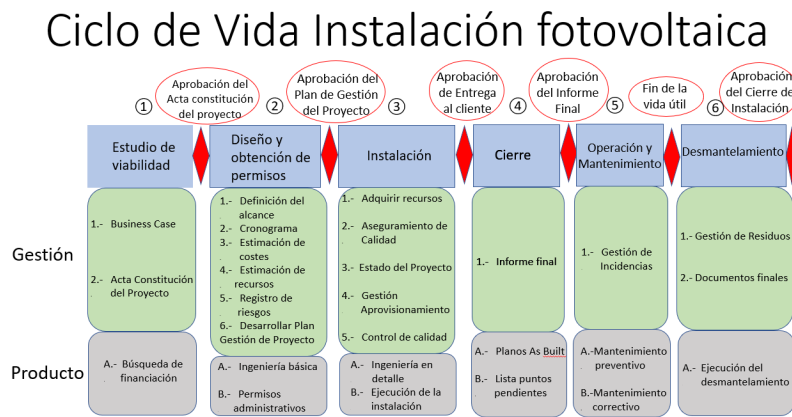 Ciclo de Vida Instalación fotovoltaica
Aprobación del
Acta constitución
del proyecto
Aprobación del
Plan de Gestión
del Proyecto
Aprobación
de Entrega
al cliente
Aprobación
del Informe
Final
Fin de la
vida útil
Aprobación
del Cierre de
Instalación
1
2
3
4
5
6
Estudio de
viabilidad
Diseño y
obtención de
permisos
Instalación
Cierre
Operación y
Mantenimiento
Desmantelamiento
Gestión
1.- Business Case
2.- Acta Constitución
del Proyecto
1.- Definición del
alcance
2.- Cronograma
3.- Estimación de
costes
4.- Estimación de
recursos
5.- Registro de
riesgos
6.- Desarrollar Plan
Gestión de Proyecto
1.- Adquirir recursos
2.- Aseguramiento de
Calidad
3.- Estado del Proyecto
4.- Gestión
Aprovisionamiento
5.- Control de calidad
1.- Informe final
1.- Gestión de
Incidencias
1.- Gestión de Residuos
2.- Documentos finales
Producto
A.- Búsqueda de
financiación
A.- Ingeniería básica
B.- Permisos
administrativos
A.- Ingeniería en
detalle
B.- Ejecución de la
instalación
A.- Planos As Built
B.- Lista puntos
pendientes
A.-Mantenimiento
preventivo
B.-Mantenimiento
correctivo
A.- Ejecución del
desmantelamiento